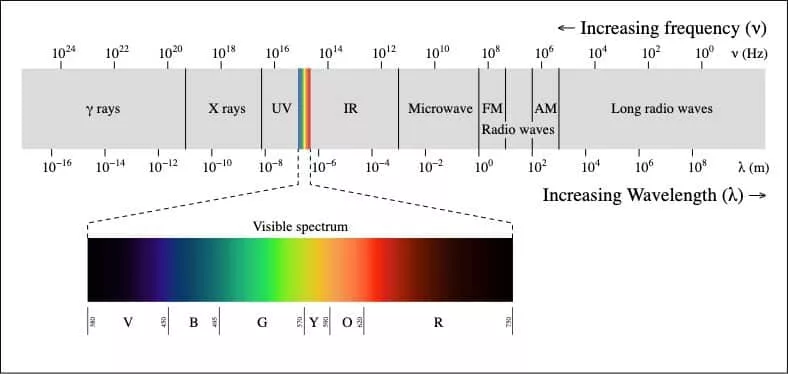 ← Increasing frequency (ν)
10²⁴ 10²² 10²⁰ 10¹⁸ 10¹⁶ 10¹⁴ 10¹² 10¹⁰ 10⁸ 10⁶ 10⁴ 10² 10⁰ ν (Hz)
γ rays X rays UV IR Microwave FM AM Long radio waves
Radio waves
10⁻¹⁶ 10⁻¹⁴ 10⁻¹² 10⁻¹⁰ 10⁻⁸ 10⁻⁶ 10⁻⁴ 10⁻² 10⁰ 10² 10⁴ 10⁶ 10⁸ λ (m)
Increasing Wavelength (λ) →
Visible spectrum
380 V 450 B 495 G 570 Y 590 O 620 R 750